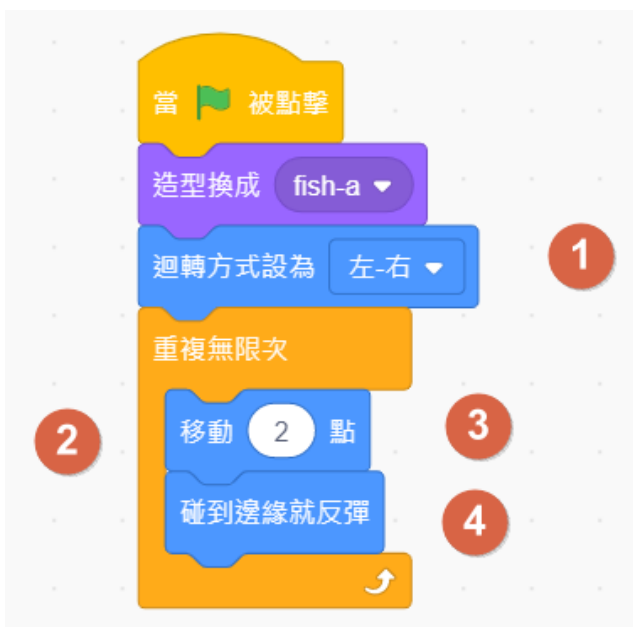 當 被點擊
造型換成 fish-a
迴轉方式設為 左-右
1
重複無限次
移動 2 點
3
2
碰到邊緣就反彈
4